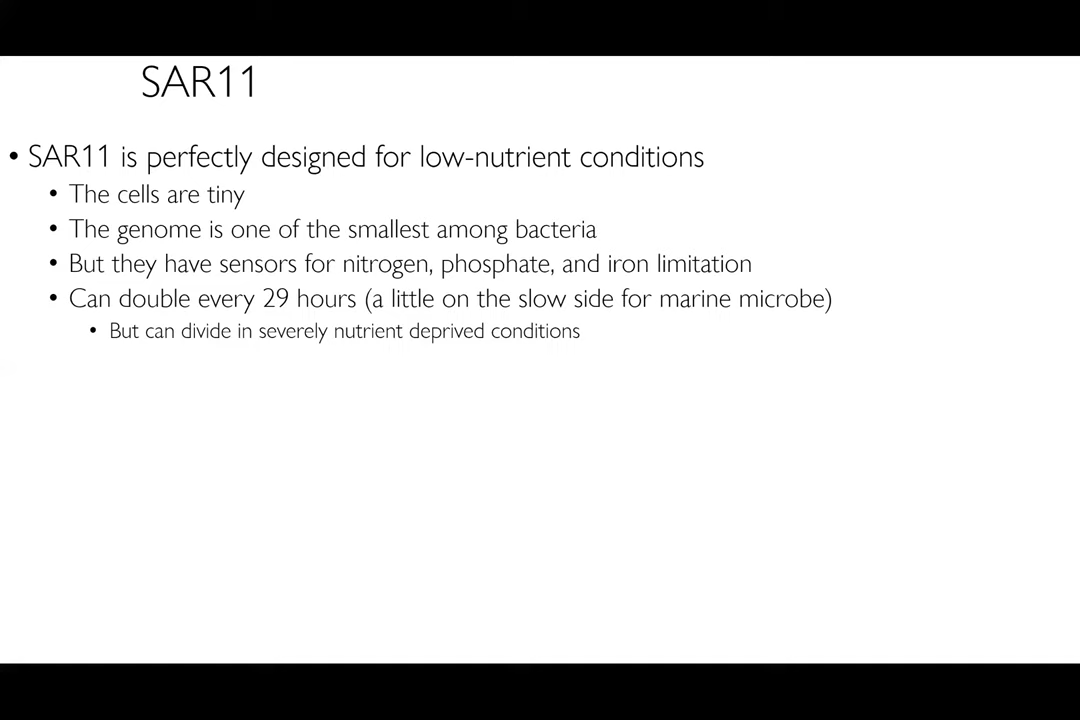 SAR11
• SAR11 is perfectly designed for low-nutrient conditions
• The cells are tiny
• The genome is one of the smallest among bacteria
• But they have sensors for nitrogen, phosphate, and iron limitation
• Can double every 29 hours (a little on the slow side for marine microbe)
• But can divide in severely nutrient deprived conditions